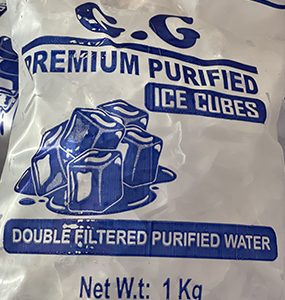 C.G
PREMIUM PURIFIED
ICE CUBES
DOUBLE FILTERED PURIFIED WATER
Net W.t: 1 Kg